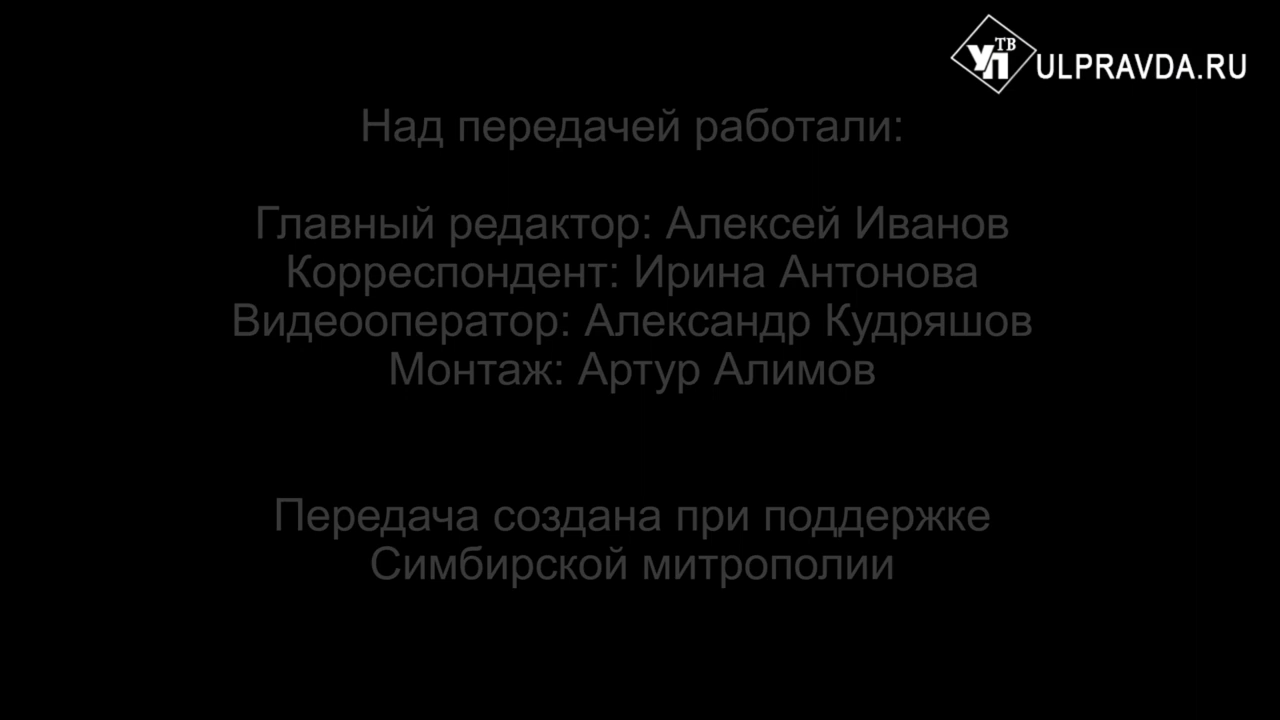 ТВ
УП
ULPRAVDA.RU
Над передачей работали:
Главный редактор: Алексей Иванов
Корреспондент: Ирина Антонова
Видеооператор: Александр Кудряшов
Монтаж: Артур Алимов
Передача создана при поддержке
Симбирской митрополии